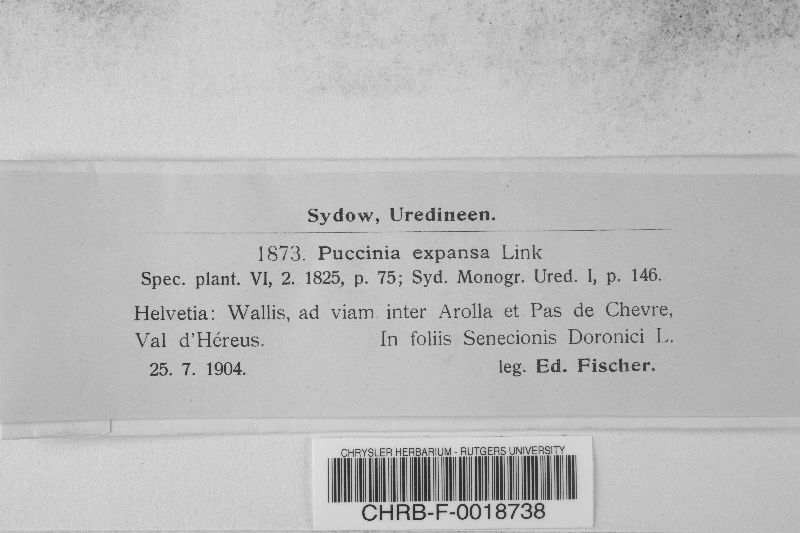 Sydow, Uredineen.
1873. Puccinia expansa Link
Spec. plant. VI, 2. 1825, p. 75; Syd. Monogr. Ured. I, p. 146.
Helvetia: Wallis, ad viam inter Arolla et Pas de Chevre,
Val d'Héreus. In foliis Senecionis Doronici L.
25. 7. 1904. leg. Ed. Fischer.
CHRYSLER HERBARIUM - RUTGERS UNIVERSITY
CHRB-F-0018738